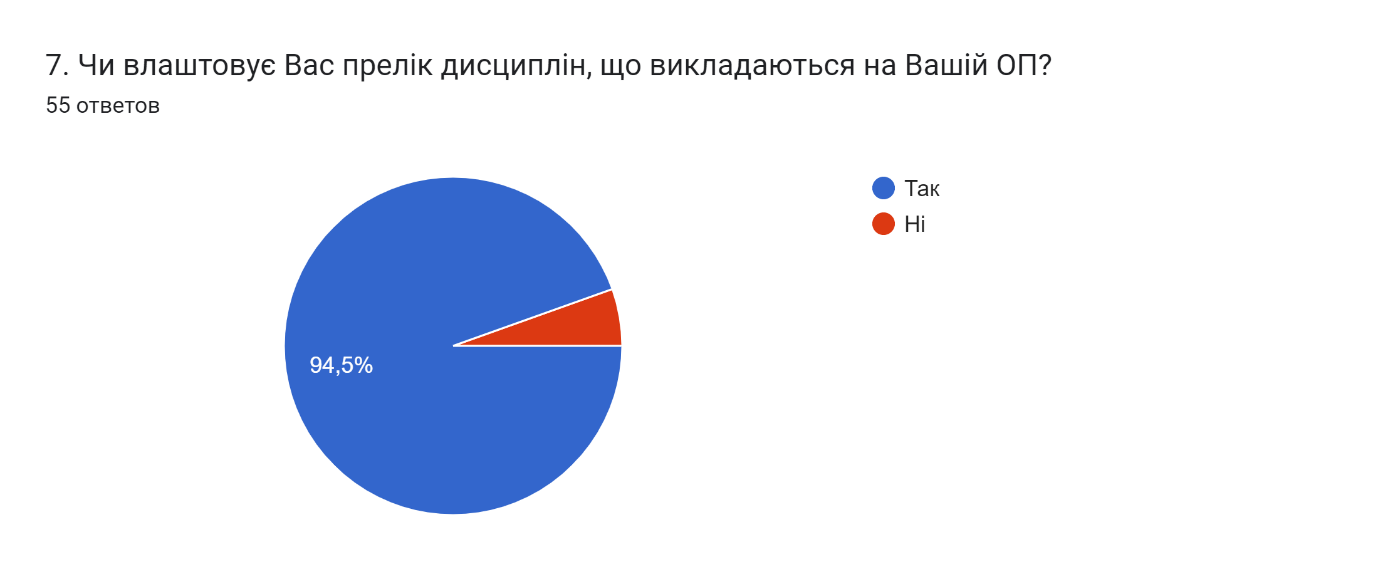 7. Чи влаштовує Вас прелік дисциплін, що викладаються на Вашій ОП?
55 ответов
Так
Ні
94,5%